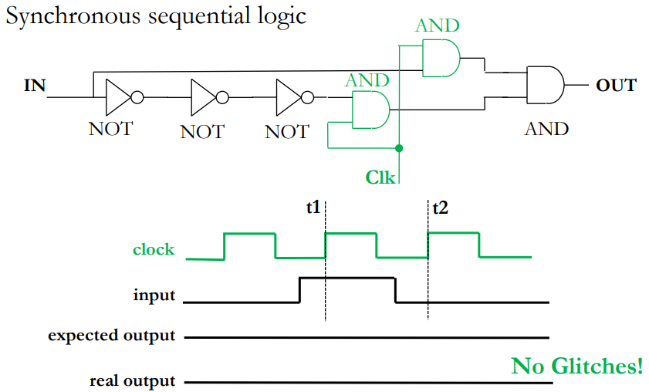 Synchronous sequential logic
AND
IN
AND
OUT
NOT
NOT
NOT
AND
Clk
t1
t2
clock
input
expected output
No Glitches!
real output